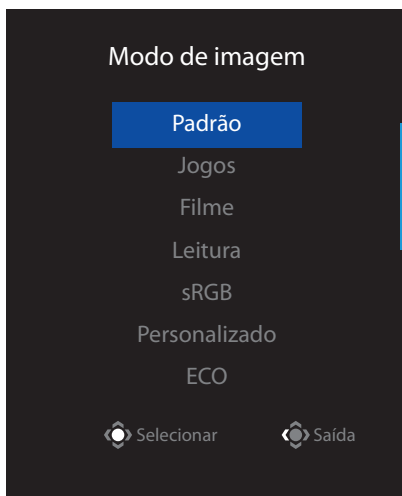 Modo de imagem
Padrão
Jogos
Filme
Leitura
sRGB
Personalizado
ECO
Selecionar Saída